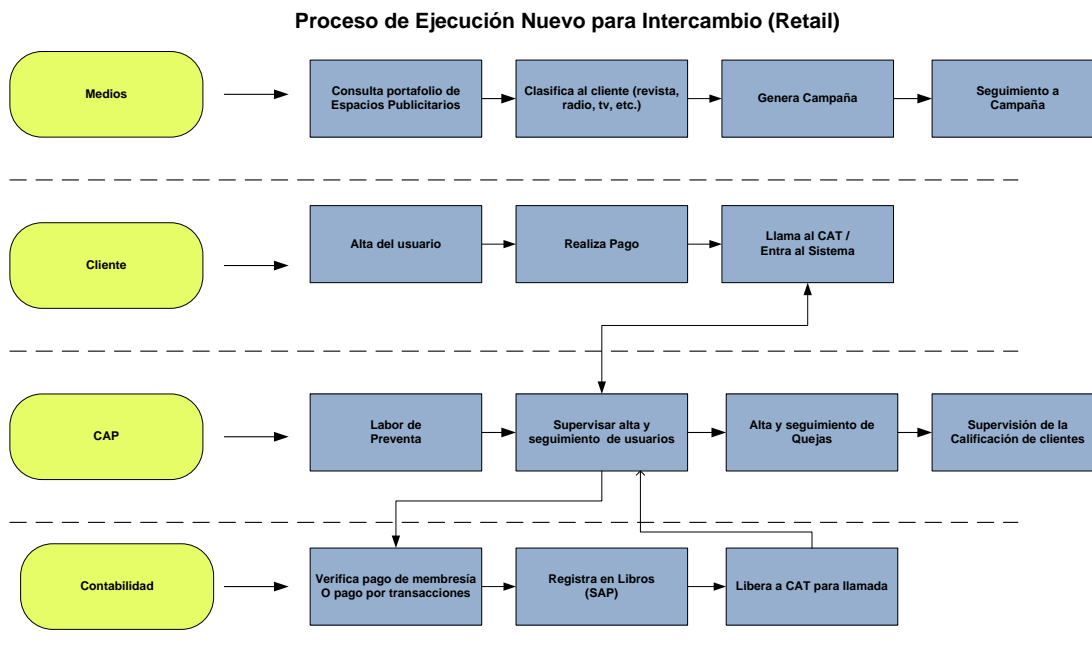 Proceso de Ejecución Nuevo para Intercambio (Retail)
Medios
Consulta portafolio de
Espacios Publicitarios
Clasifica al cliente (revista,
radio, tv, etc.)
Genera Campaña
Seguimiento a
Campaña
Cliente
Alta del usuario
Realiza Pago
Llama al CAT /
Entra al Sistema
CAP
Labor de
Preventa
Supervisar alta y
seguimiento de usuarios
Alta y seguimiento de
Quejas
Supervisión de la
Calificación de clientes
Contabilidad
Verifica pago de membresía
O pago por transacciones
Registra en Libros
(SAP)
Libera a CAT para llamada